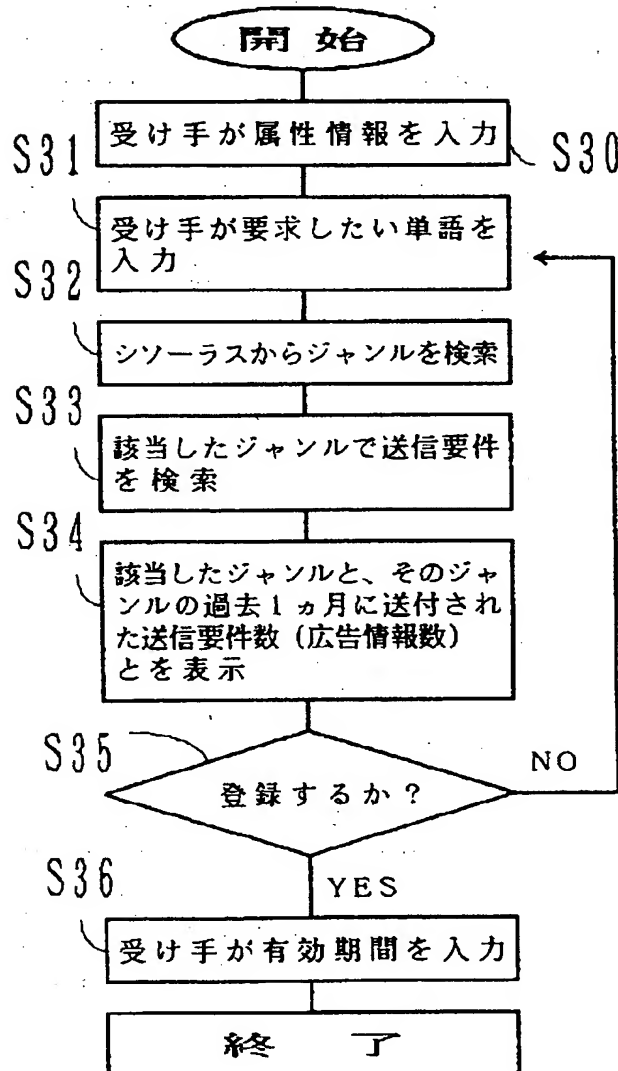 開始
受け手が属性情報を入力
S30
S31
受け手が要求したい単語を
入力
S32
シソーラスからジャンルを検索
S33
該当したジャンルで送信要件
を検索
S34
該当したジャンルと、そのジャ
ンルの過去1ヵ月に送付され
た送信要件数（広告情報数）
とを表示
S35
登録するか？
NO
YES
S36
受け手が有効期間を入力
終了